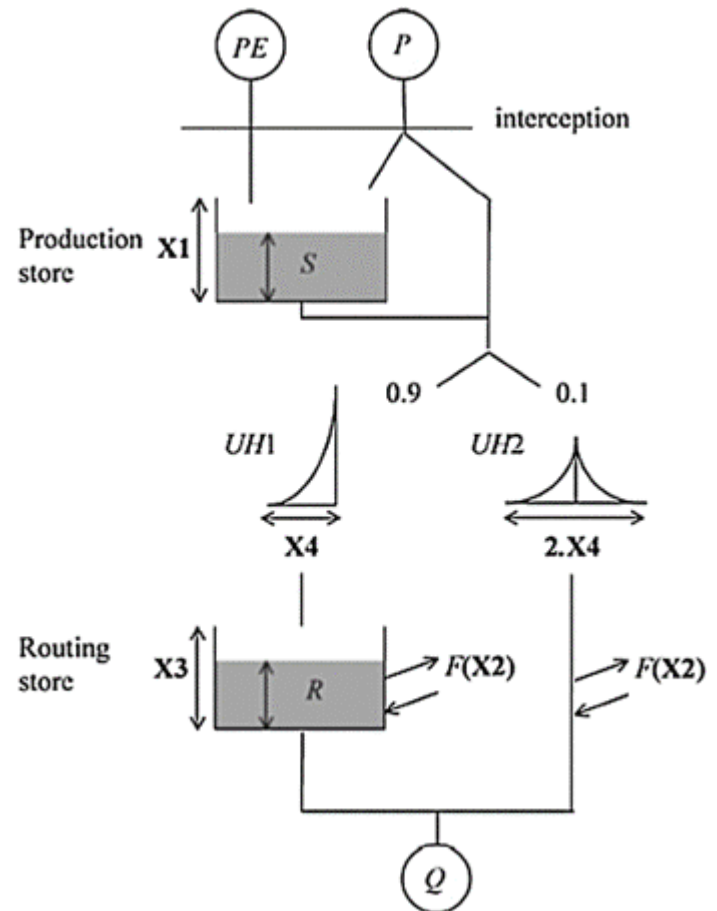 PE
P
interception
Production
store
X1
S
0.9
0.1
UH1
UH2
X4
2.X4
Routing
store
X3
R
F(X2)
F(X2)
Q